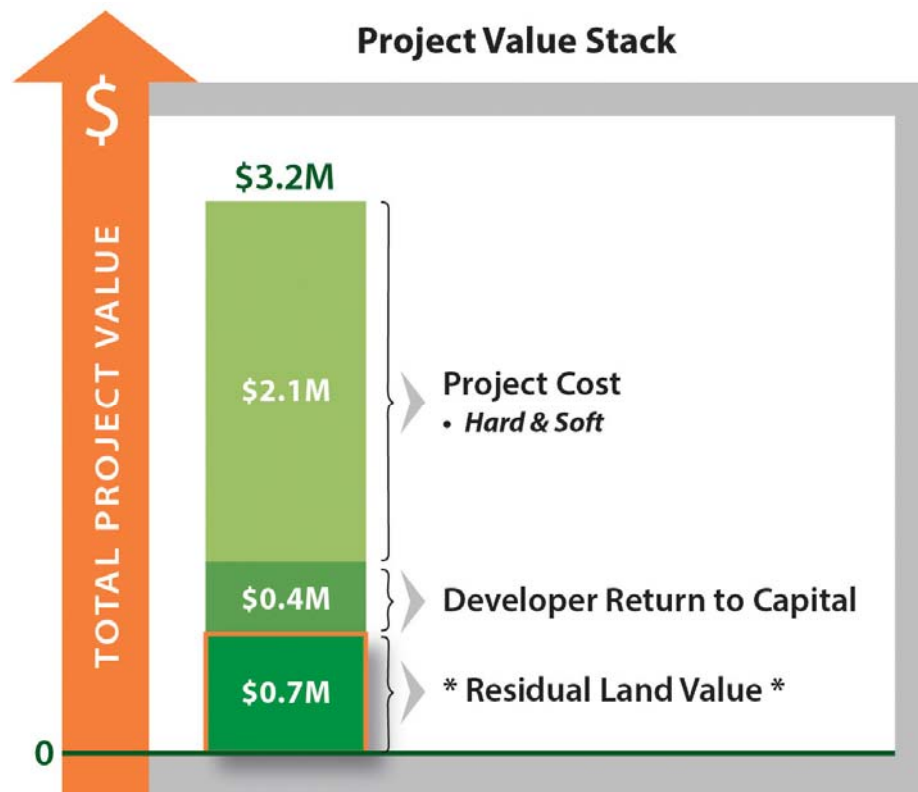 Project Value Stack
$
TOTAL PROJECT VALUE
$3.2M
$2.1M
Project Cost
• Hard & Soft
$0.4M
Developer Return to Capital
$0.7M
* Residual Land Value *
0